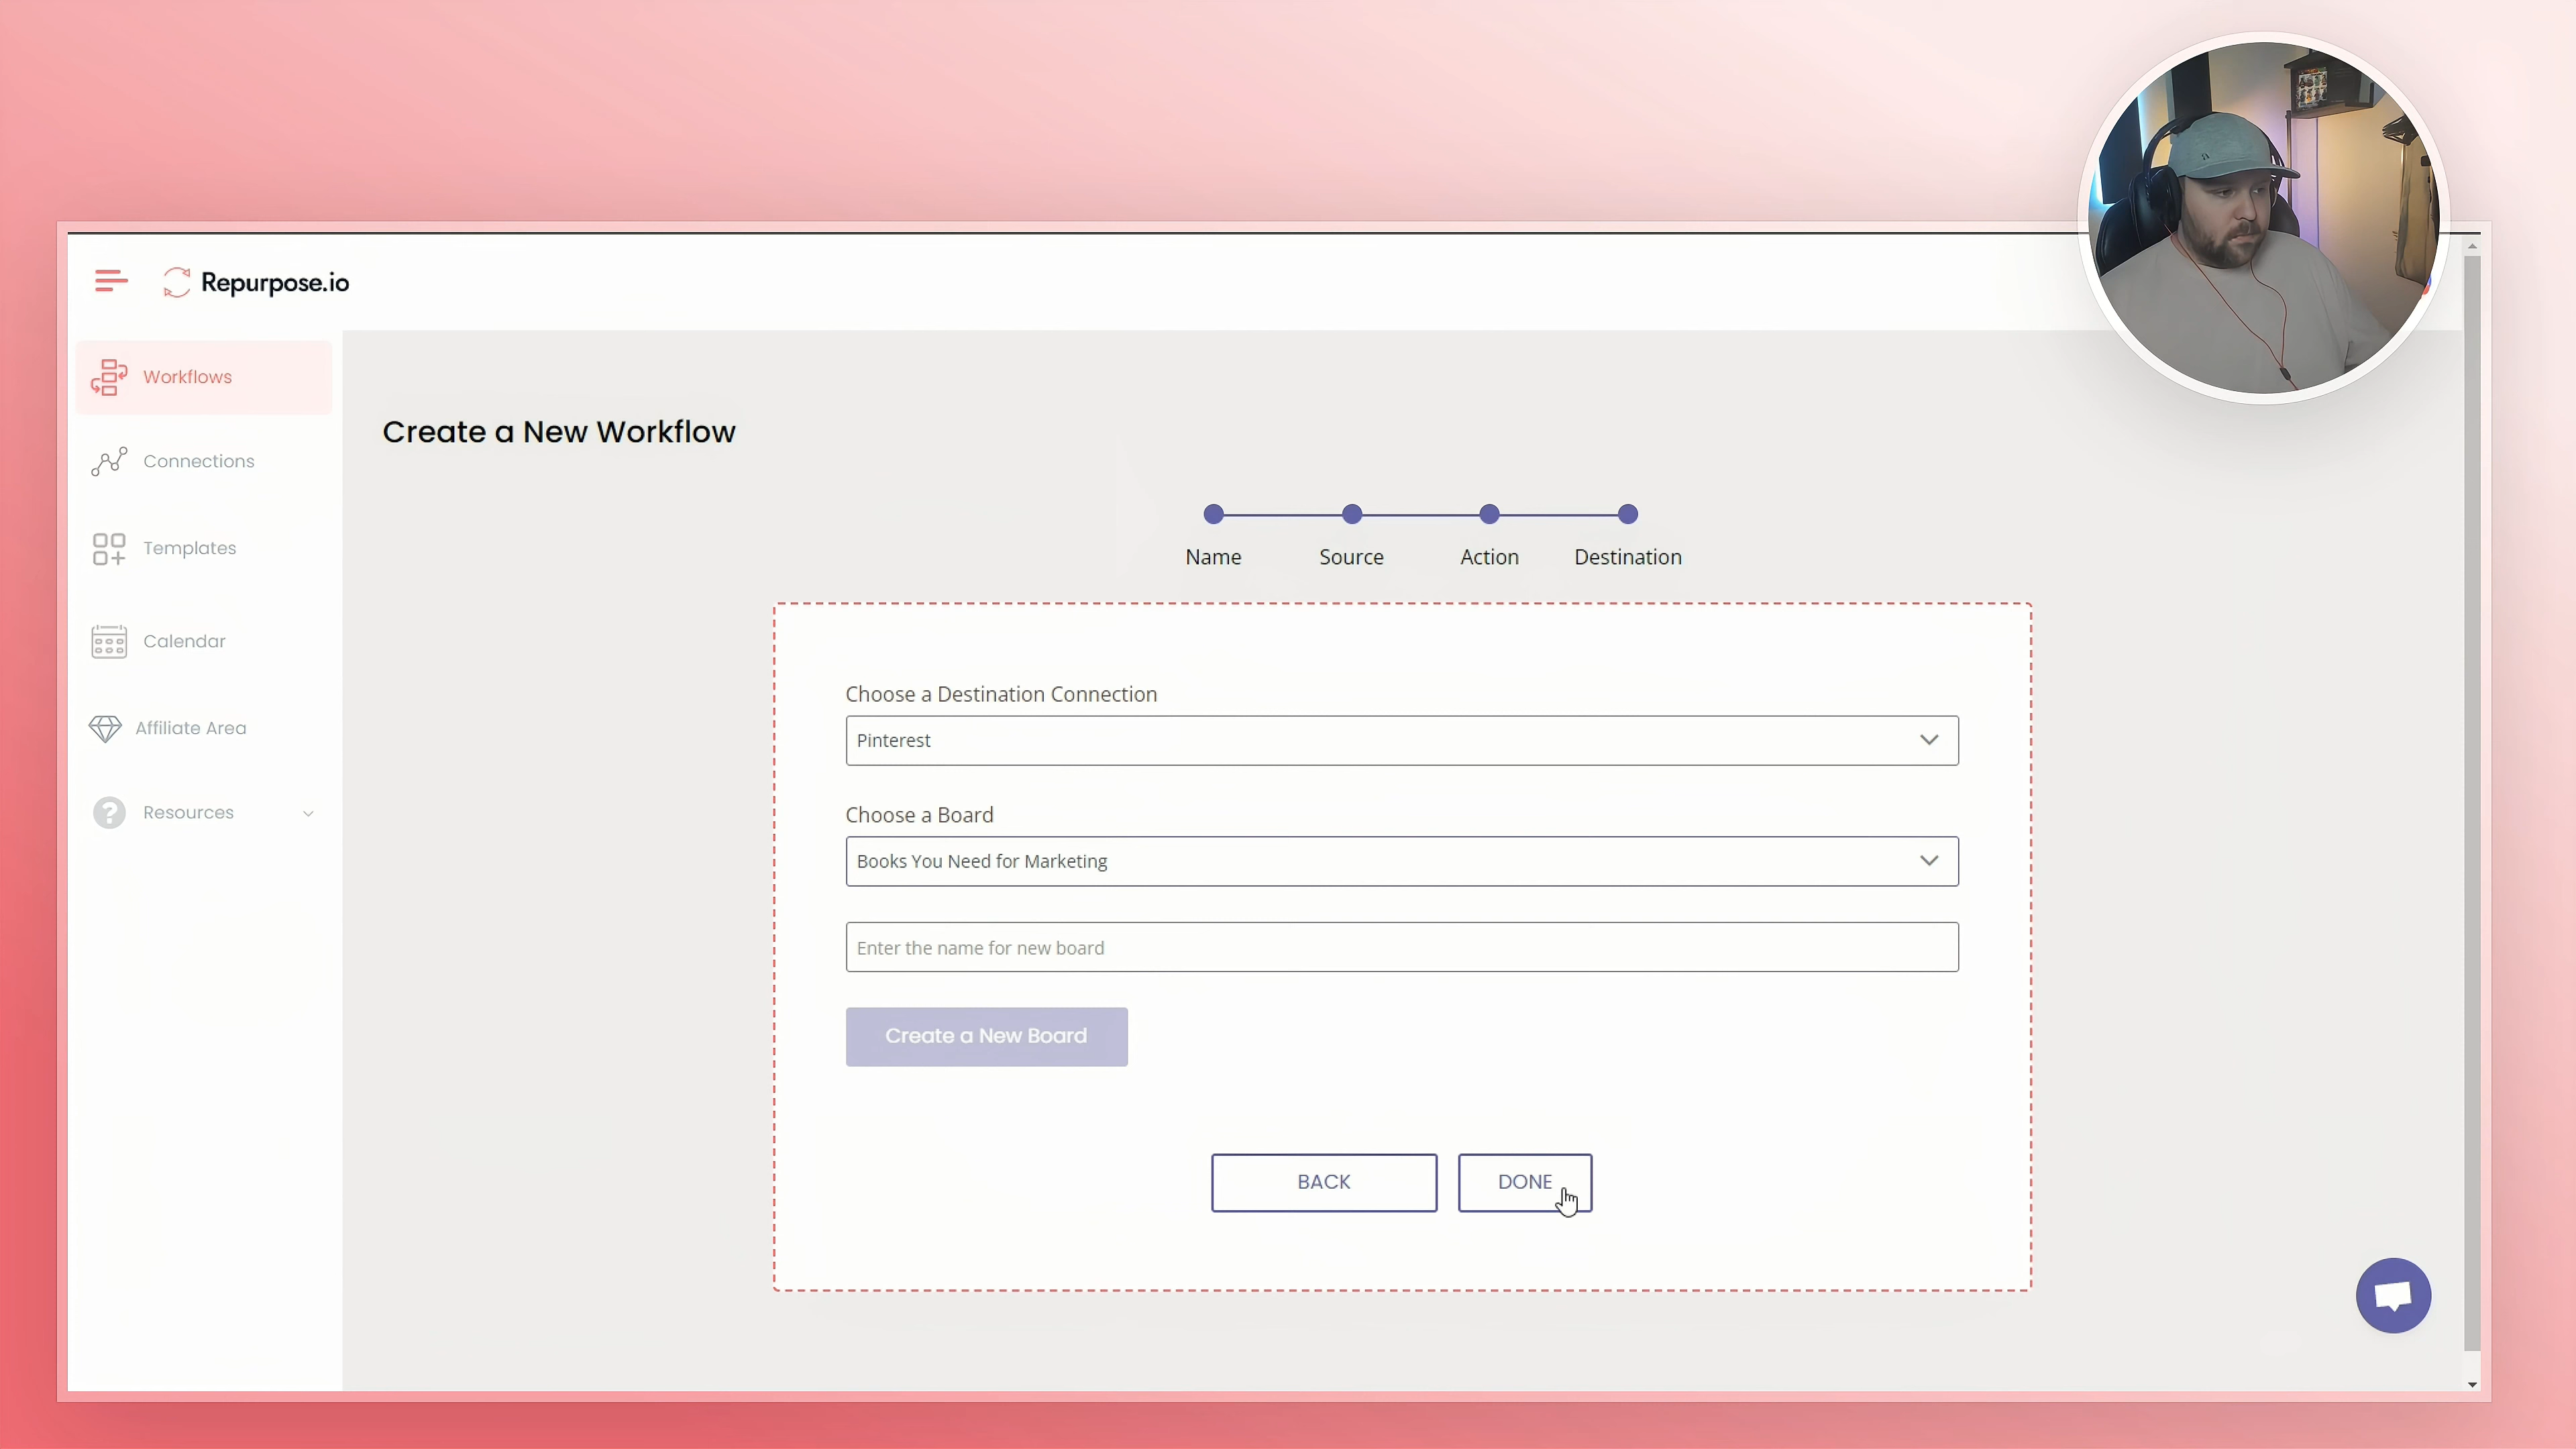 Repurpose.io
Workflows
Connections
Templates
Calendar
Affiliate Area
Resources
Create a New Workflow
Name
Source
Action
Destination
Choose a Destination Connection
Pinterest
Choose a Board
Books You Need for Marketing
Enter the name for new board
Create a New Board
BACK
DONE